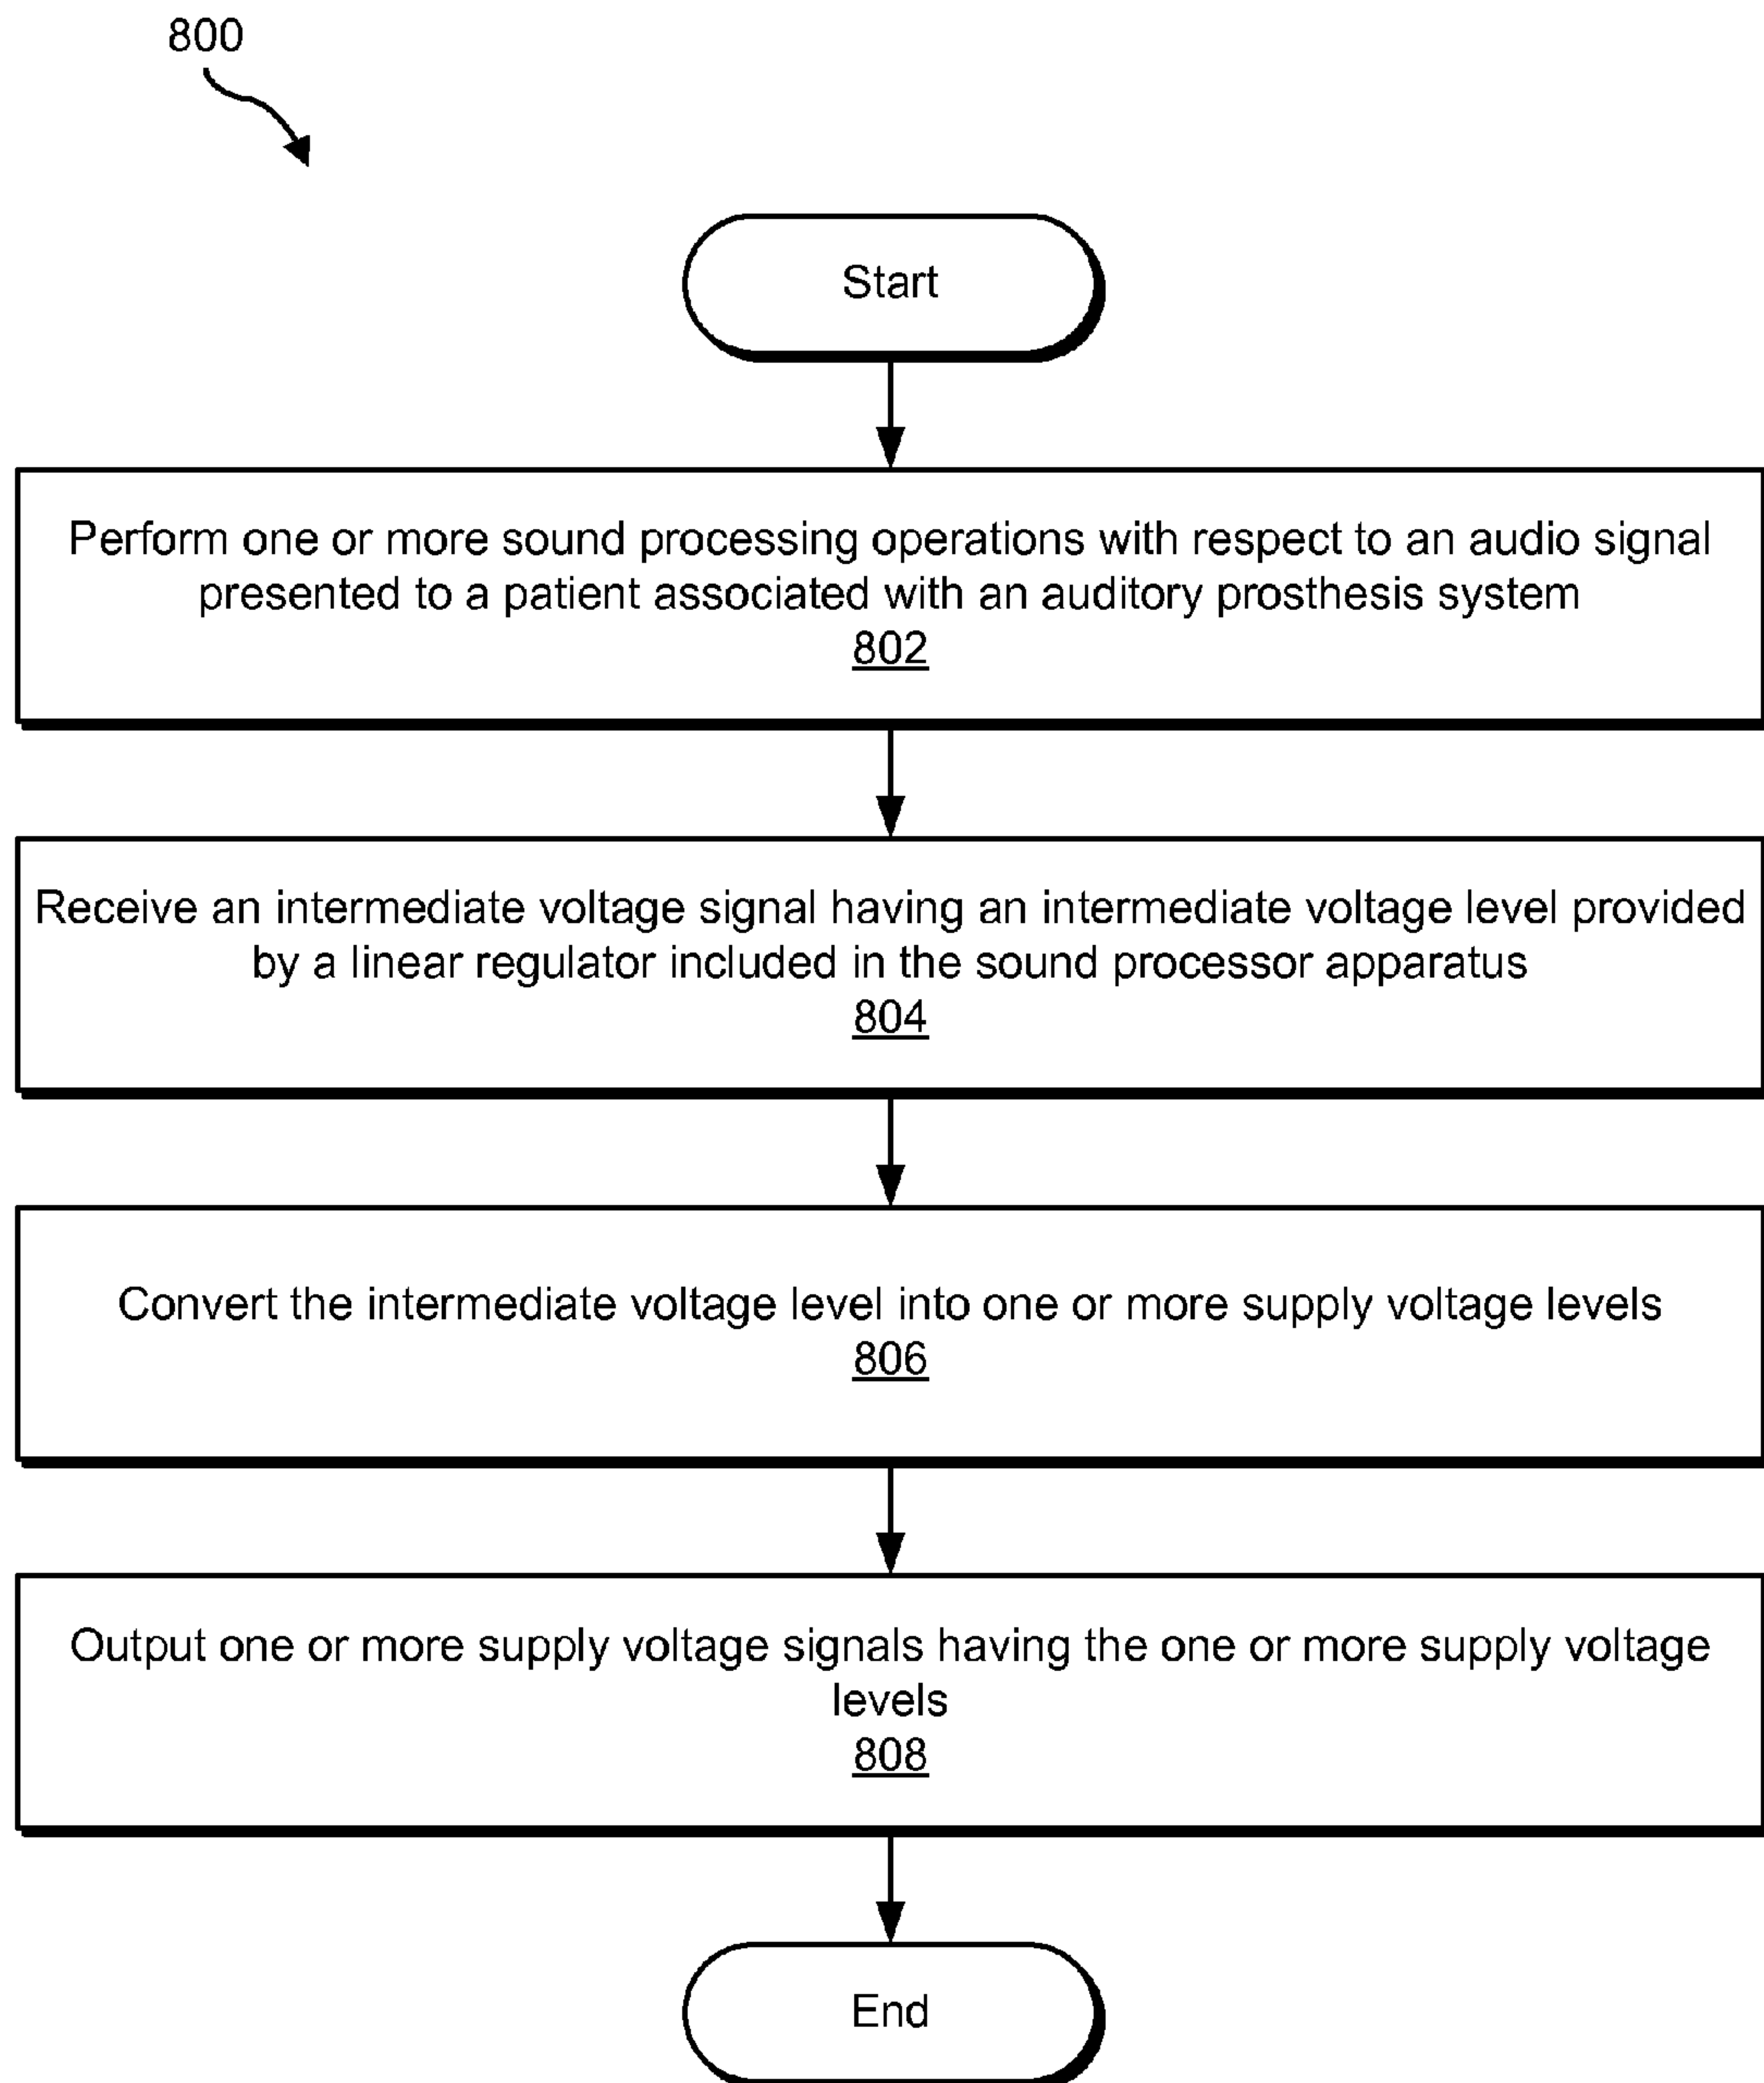 800
Start
Perform one or more sound processing operations with respect to an audio signal
presented to a patient associated with an auditory prosthesis system
802
Receive an intermediate voltage signal having an intermediate voltage level provided
by a linear regulator included in the sound processor apparatus
804
Convert the intermediate voltage level into one or more supply voltage levels
806
Output one or more supply voltage signals having the one or more supply voltage
levels
808
End